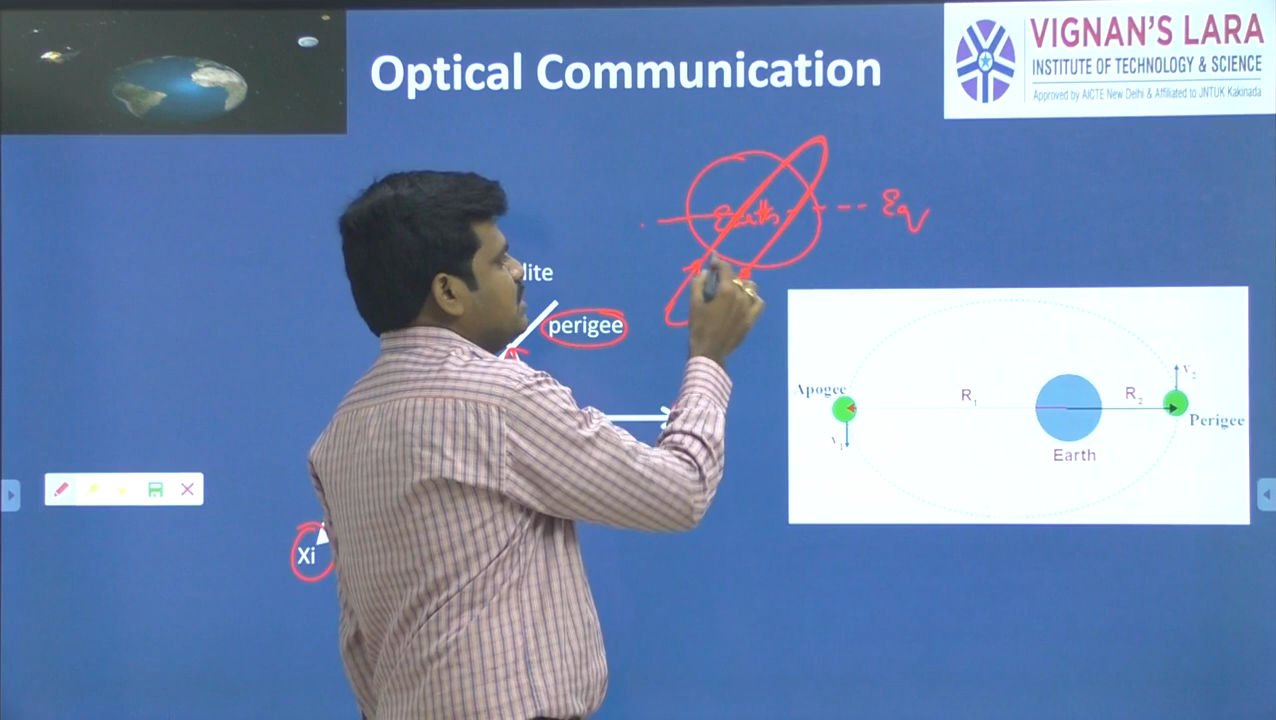 Optical Communication
VIGNAN'S LARA
INSTITUTE OF TECHNOLOGY & SCIENCE
Approved by AICTE New Delhi & Affiliated to JNTUK Kakinada
Earth
Eq
lite
perigee
Apogee
R1
R2
V2
V1
Perigee
Earth
Xi